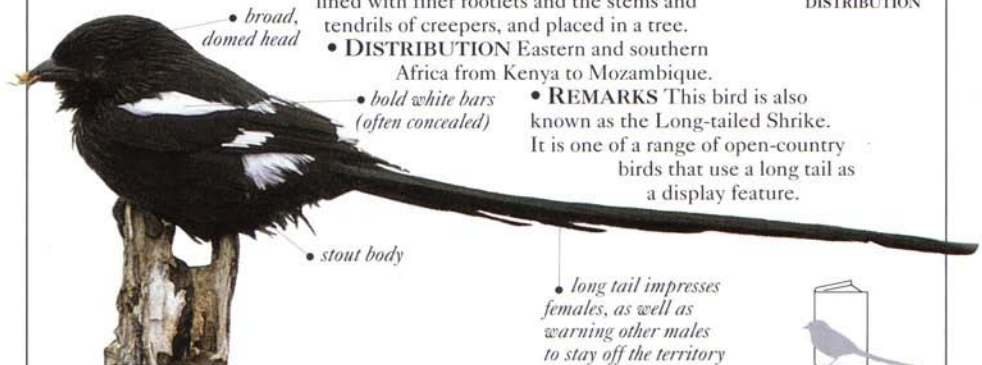 lined with finer rootlets and the stems and
tendrils of creepers, and placed in a tree.
• DISTRIBUTION Eastern and southern
Africa from Kenya to Mozambique.
DISTRIBUTION
• broad,
domed head
• bold white bars
(often concealed)
• REMARKS This bird is also
known as the Long-tailed Shrike.
It is one of a range of open-country
birds that use a long tail as
a display feature.
• stout body
• long tail impresses
females, as well as
warning other males
to stay off the territory